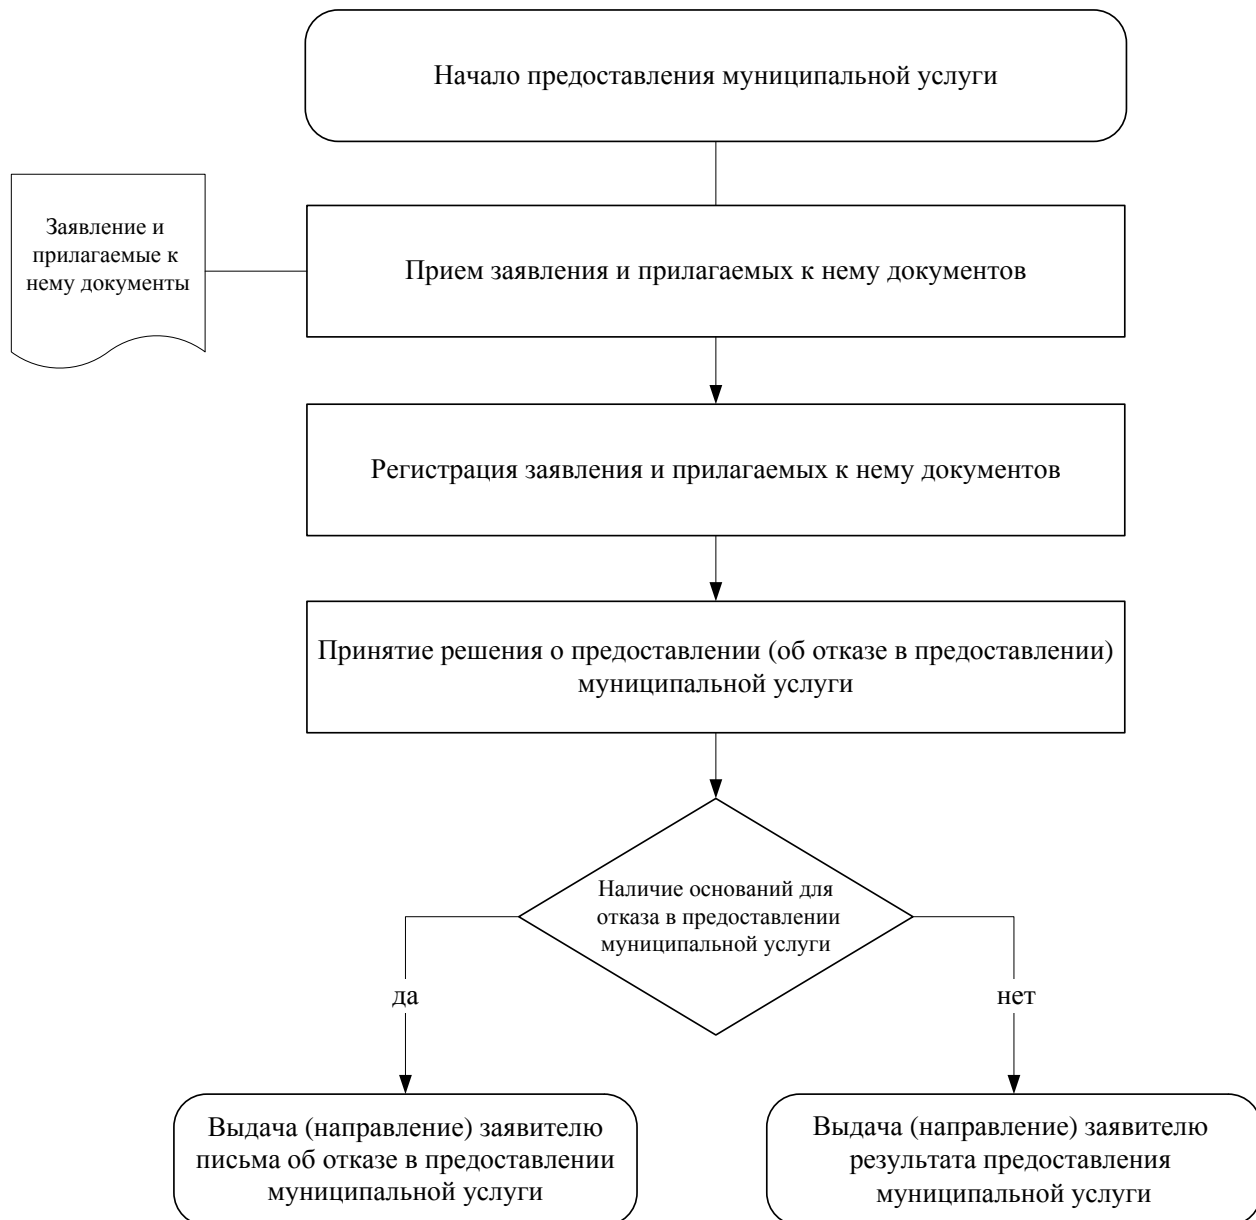 Начало предоставления муниципальной услуги
Заявление и
прилагаемые к
нему документы
Прием заявления и прилагаемых к нему документов
Регистрация заявления и прилагаемых к нему документов
Принятие решения о предоставлении (об отказе в предоставлении)
муниципальной услуги
Наличие оснований для
отказа в предоставлении
муниципальной услуги
да
нет
Выдача (направление) заявителю
письма об отказе в предоставлении
муниципальной услуги
Выдача (направление) заявителю
результата предоставления
муниципальной услуги